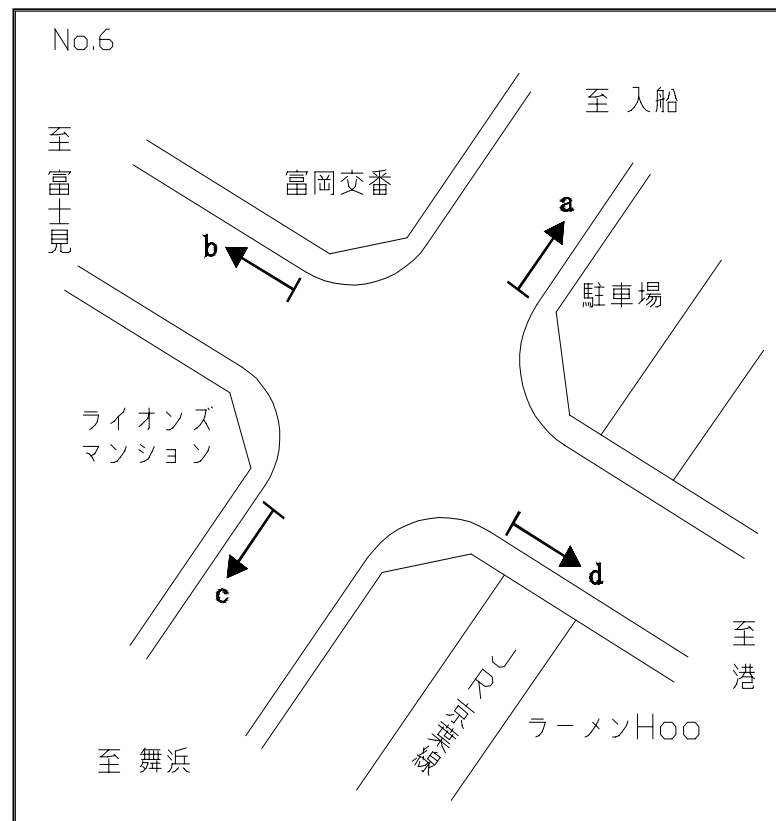 No.6
至 入船
至 富士見
富岡交番
a
b
駐車場
ライオンズ
マンション
c
d
至 港
JR京葉線
ラーメンHoo
至 舞浜